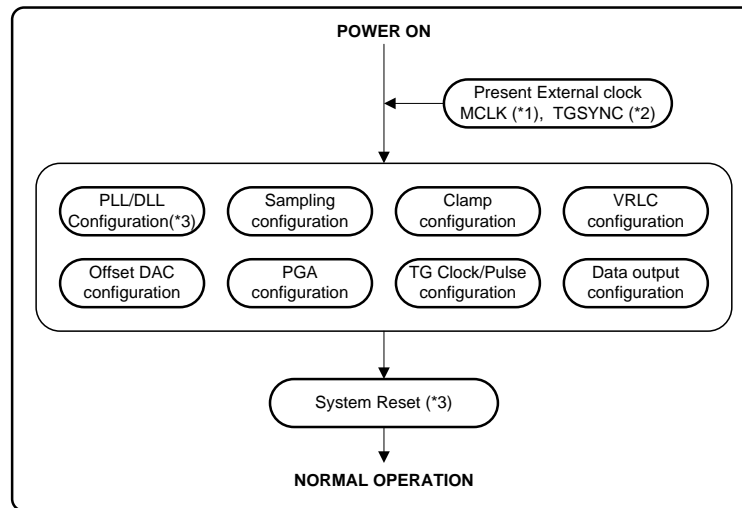 POWER ON
Present External clock
MCLK (*1),  TGSYNC (*2)
PLL/DLL
Configuration(*3)
Sampling
configuration
Clamp
configuration
VRLC
configuration
Offset DAC
configuration
PGA
configuration
TG Clock/Pulse
configuration
Data output
configuration
System Reset (*3)
NORMAL OPERATION